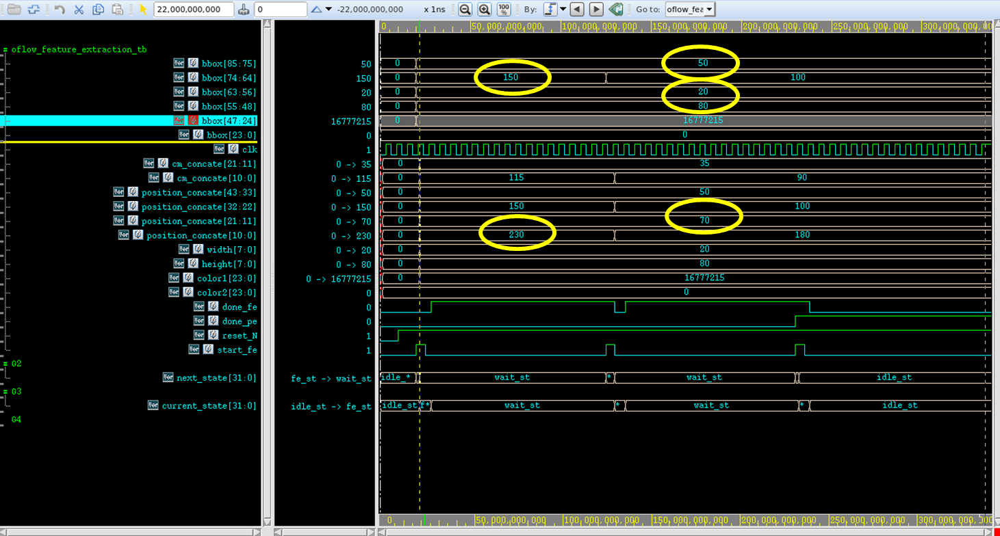 22,000,000,000 0 -22,000,000,000 x 1ns 100 % By: Go to: oflow_fea
0 50,000,000,000 100,000,000,000 150,000,000,000 200,000,000,000 250,000,000,000
oflow_feature_extraction_tb
bbox[85:75] 50 0 50
bbox[74:64] 150 0 150 100
bbox[63:56] 20 0 20
bbox[55:48] 80 0 80
bbox[47:24] 16777215 0 16777215
bbox[23:0] 0 0
clk 1
cm_concate[21:11] 0 -> 35 0 35
cm_concate[10:0] 0 -> 115 0 115 90
position_concate[43:33] 0 -> 50 0 50
position_concate[32:22] 0 -> 150 0 150 100
position_concate[21:11] 0 -> 70 0 70
position_concate[10:0] 0 -> 230 0 230 180
width[7:0] 0 -> 20 0 20
height[7:0] 0 -> 80 0 80
color1[23:0] 0 -> 16777215 0 16777215
color2[23:0] 0 0
done_fe 0
done_pe 0
reset_N 1
start_fe 1
G2
next_state[31:0] fe_st -> wait_st idle_* wait_st * wait_st idle_st
G3
current_state[31:0] idle_st -> fe_st idle_st f* wait_st * wait_st * idle_st
G4
0 50,000,000,000 100,000,000,000 150,000,000,000 200,000,000,000 250,000,000,000